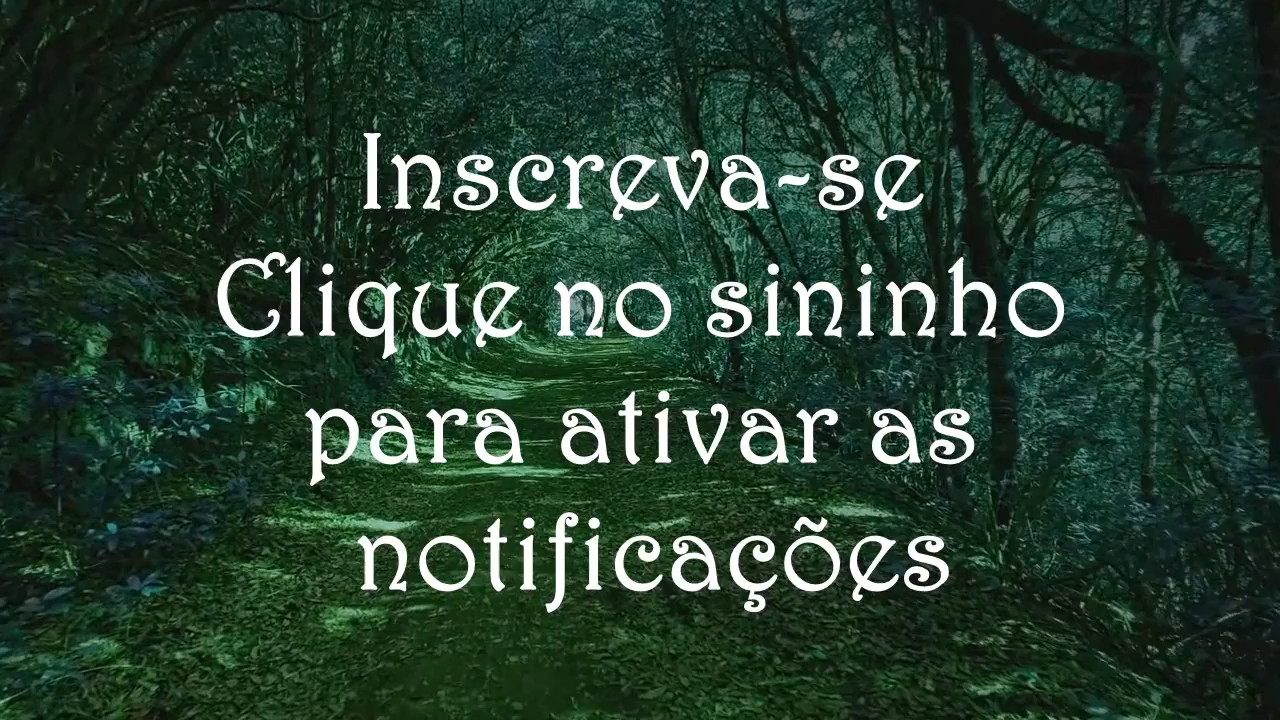 Inscreva-se
Clique no sininho
para ativar as
notificações